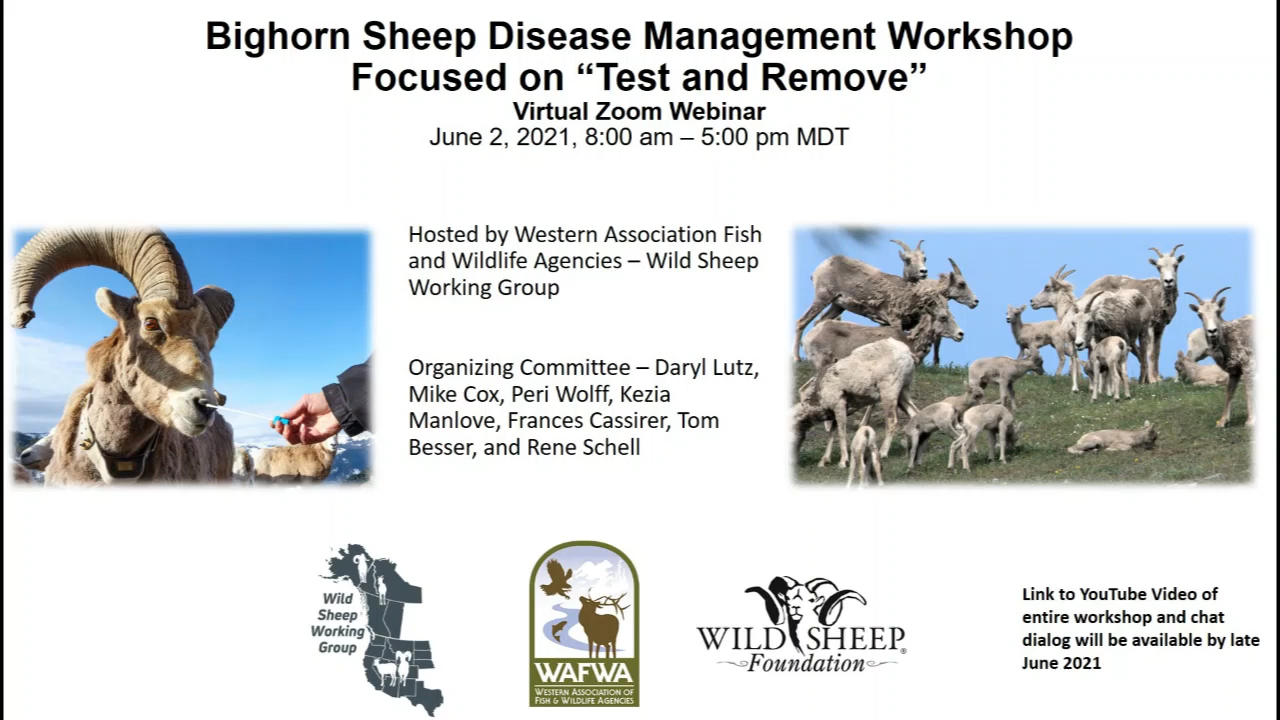 Bighorn Sheep Disease Management Workshop
Focused on “Test and Remove”
Virtual Zoom Webinar
June 2, 2021, 8:00 am – 5:00 pm MDT
Hosted by Western Association Fish
and Wildlife Agencies – Wild Sheep
Working Group
Organizing Committee – Daryl Lutz,
Mike Cox, Peri Wolff, Kezia
Manlove, Frances Cassirer, Tom
Besser, and Rene Schell
Wild
Sheep
Working
Group
WAFWA
WESTERN ASSOCIATION OF
FISH & WILDLIFE AGENCIES
WILD SHEEP®
Foundation
Link to YouTube Video of
entire workshop and chat
dialog will be available by late
June 2021